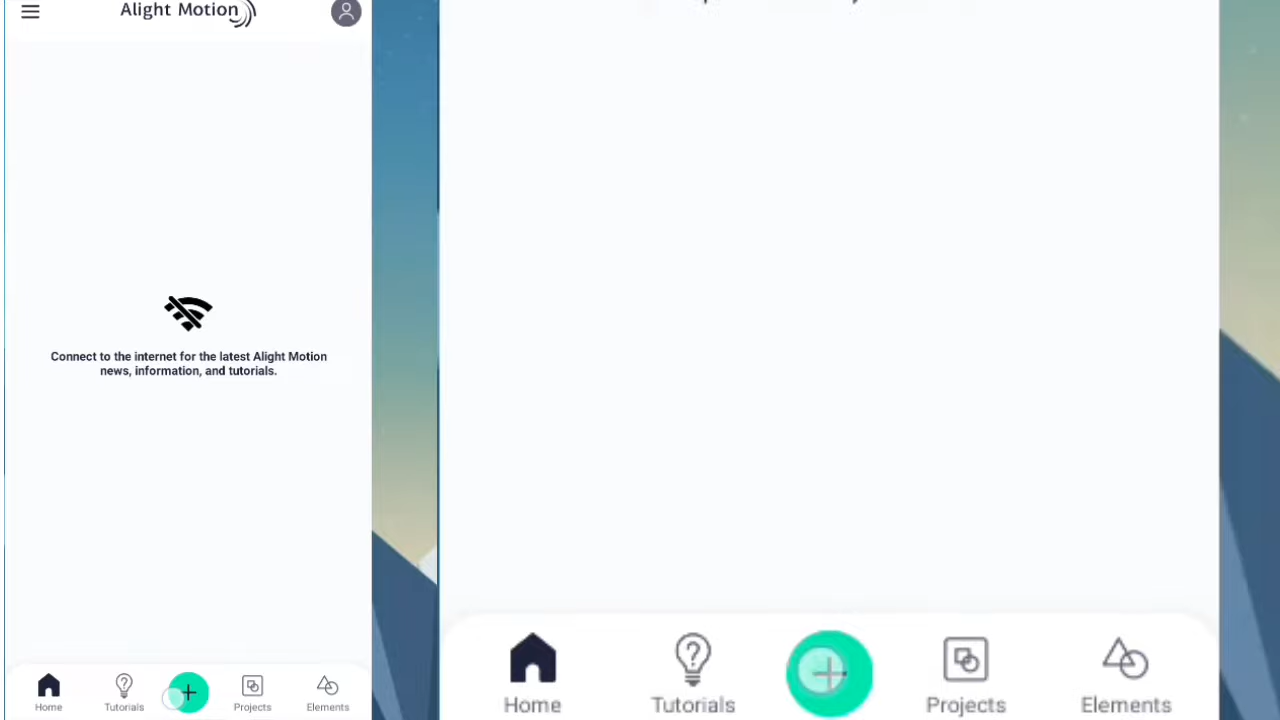 Alight Motion
Connect to the internet for the latest Alight Motion
news, information, and tutorials.
Home
Tutorials
Projects
Elements
Home
Tutorials
Projects
Elements